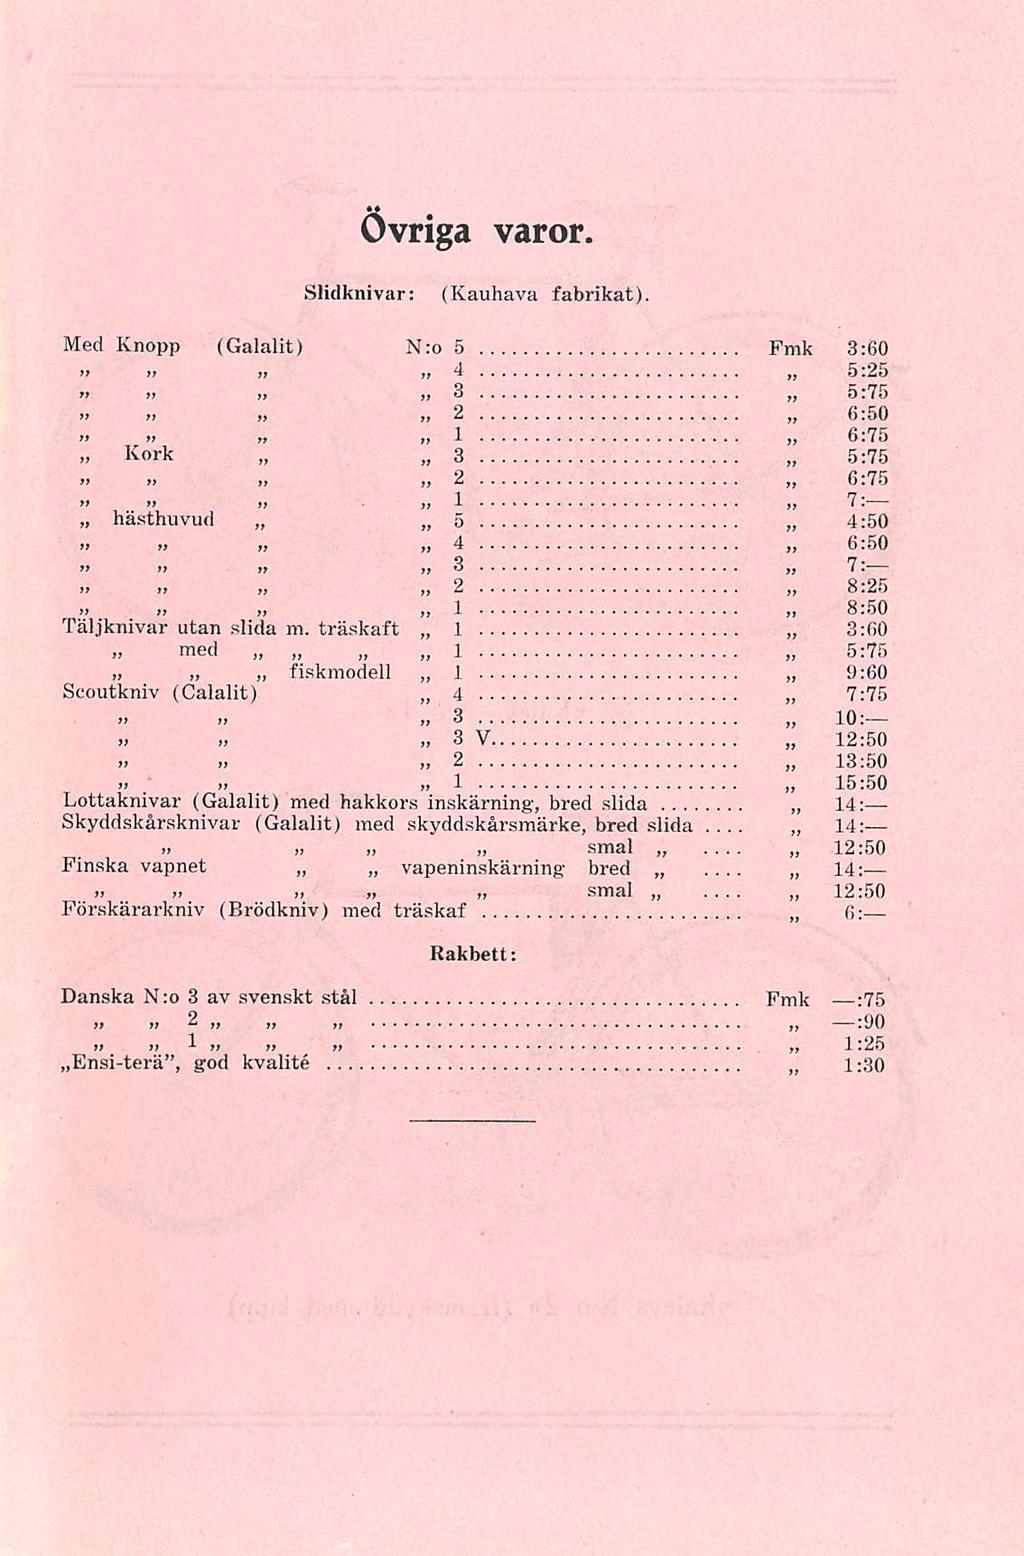 Övriga varor.
Slidknivar: (Kauhava fabrikat).
Med Knopp (Galalit) N:o 5 ........................ Fmk 3:60
„ „ „ „ 4 ........................ „ 5:25
„ „ „ „ 3 ........................ „ 5:75
„ „ „ „ 2 ........................ „ 6:50
„ „ „ „ 1 ........................ „ 6:75
„ Kork „ „ 3 ........................ „ 5:75
„ „ „ „ 2 ........................ „ 6:75
„ „ „ „ 1 ........................ „ 7:—
„ hästhuvud „ „ 5 ........................ „ 4:50
„ „ „ „ 4 ........................ „ 6:50
„ „ „ „ 3 ........................ „ 7:—
„ „ „ „ 2 ........................ „ 8:25
„ „ „ „ 1 ........................ „ 8:50
Täljknivar utan slida m. träskaft „ 1 ........................ „ 3:60
„ med „ „ „ „ 1 ........................ „ 5:75
„ „ „ fiskmodell „ 1 ........................ „ 9:60
Scoutkniv (Calalit) „ 4 ........................ „ 7:75
„ „ „ 3 ........................ „ 10:—
„ „ „ 3 V........................ „ 12:50
„ „ „ 2 ........................ „ 13:50
„ „ „ 1 ........................ „ 15:50
Lottaknivar (Galalit) med hakkors inskärning, bred slida ........ „ 14:—
Skyddskårsknivar (Galalit) med skyddskårsmärke, bred slida .... „ 14:—
„ „ „ „ smal „ .... „ 12:50
Finska vapnet „ „ vapeninskärning bred „ .... „ 14:—
„ „ „ „ „ smal „ .... „ 12:50
Förskärarkniv (Brödkniv) med träskaf ........................ „ 6:—
Rakbett:
Danska N:o 3 av svenskt stål .................................. Fmk —:75
„ „ 2 „ „ „ .................................. „ —:90
„ „ 1 „ „ „ .................................. „ 1:25
„Ensi-terä”, god kvalité ...................................... „ 1:30